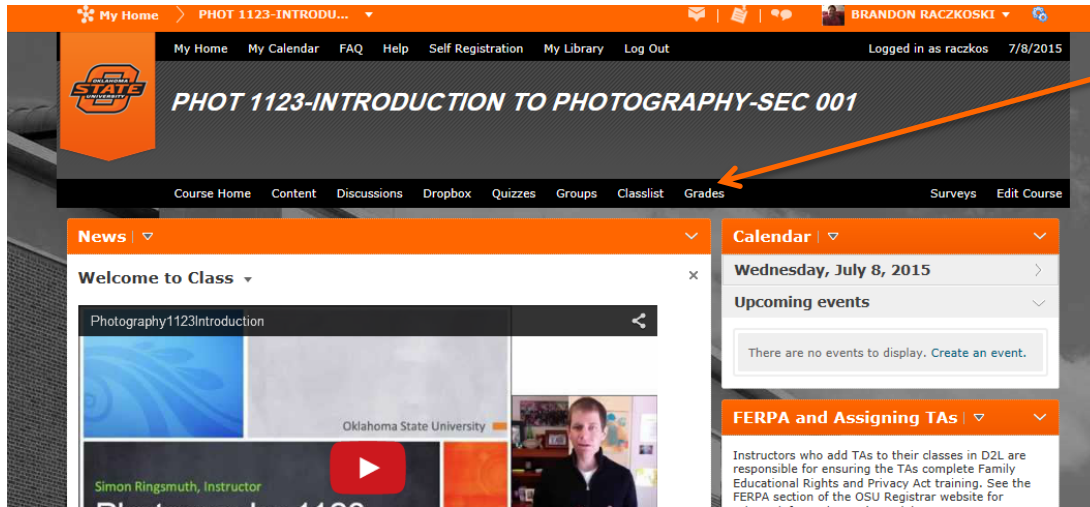 My Home PHOT 1123-INTRODU... BRANDON RACZKOSKI
My Home My Calendar FAQ Help Self Registration My Library Log Out Logged in as raczkos 7/8/2015
OKLAHOMA
STATE
UNIVERSITY
PHOT 1123-INTRODUCTION TO PHOTOGRAPHY-SEC 001
Course Home Content Discussions Dropbox Quizzes Groups Classlist Grades Surveys Edit Course
News
Welcome to Class
Photography1123Introduction
Oklahoma State University
Simon Ringsmuth, Instructor
Calendar
Wednesday, July 8, 2015
Upcoming events
There are no events to display. Create an event.
FERPA and Assigning TAs
Instructors who add TAs to their classes in D2L are
responsible for ensuring the TAs complete Family
Educational Rights and Privacy Act training. See the
FERPA section of the OSU Registrar website for